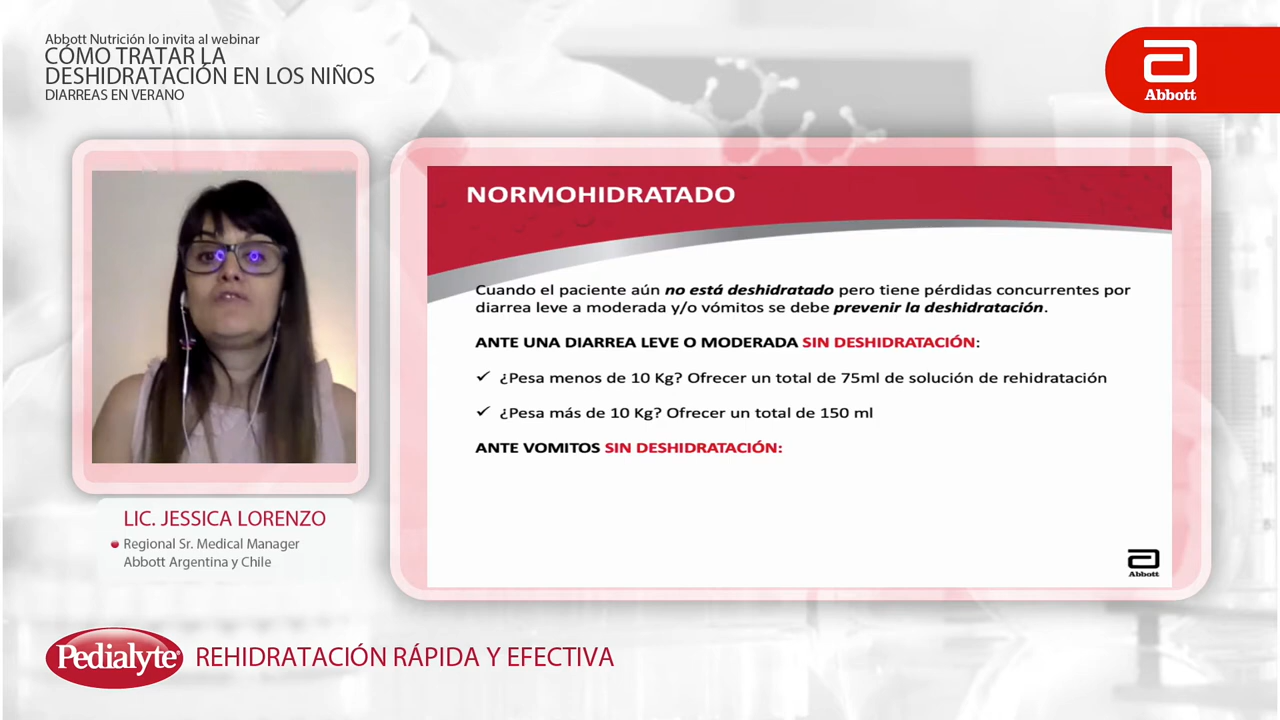 Abbott Nutrición lo invita al webinar
CÓMO TRATAR LA
DESHIDRATACIÓN EN LOS NIÑOS
DIARREAS EN VERANO
Abbott
NORMOHIDRATADO
Cuando el paciente aún no está deshidratado pero tiene pérdidas concurrentes por
diarrea leve a moderada y/o vómitos se debe prevenir la deshidratación.
ANTE UNA DIARREA LEVE O MODERADA SIN DESHIDRATACIÓN:
✓ ¿Pesa menos de 10 Kg? Ofrecer un total de 75ml de solución de rehidratación
✓ ¿Pesa más de 10 Kg? Ofrecer un total de 150 ml
ANTE VOMITOS SIN DESHIDRATACIÓN:
Abbott
LIC. JESSICA LORENZO
Regional Sr. Medical Manager
Abbott Argentina y Chile
Pedialyte® REHIDRATACIÓN RÁPIDA Y EFECTIVA